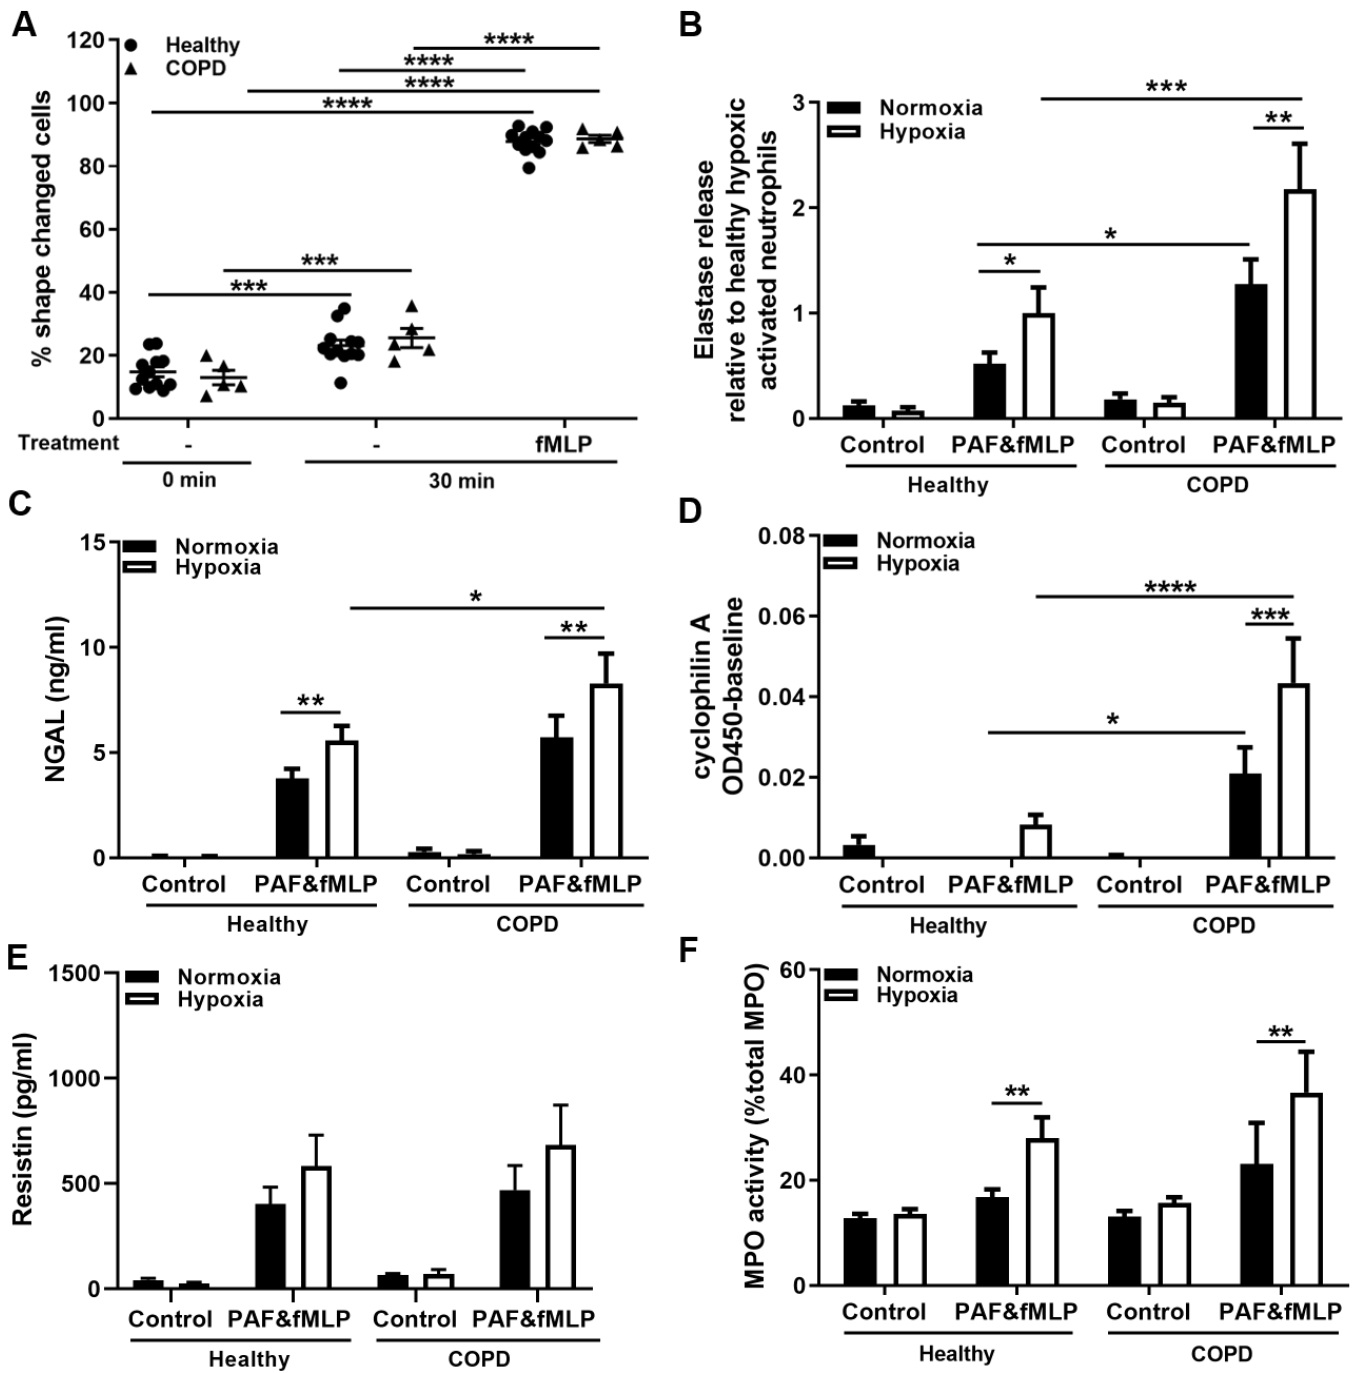 A
120
100
80
60
40
20
0
% shape changed cells
Healthy
COPD
****
****
****
****
***
***
Treatment - - fMLP
0 min 30 min
B
3
2
1
0
Elastase release
relative to healthy hypoxic
activated neutrophils
Normoxia
Hypoxia
***
**
*
*
Control PAF&fMLP Control PAF&fMLP
Healthy COPD
C
15
10
5
0
NGAL (ng/ml)
Normoxia
Hypoxia
*
**
**
Control PAF&fMLP Control PAF&fMLP
Healthy COPD
D
0.08
0.06
0.04
0.02
0.00
cyclophilin A
OD450-baseline
Normoxia
Hypoxia
****
***
*
Control PAF&fMLP Control PAF&fMLP
Healthy COPD
E
1500
1000
500
0
Resistin (pg/ml)
Normoxia
Hypoxia
Control PAF&fMLP Control PAF&fMLP
Healthy COPD
F
60
40
20
0
MPO activity (%total MPO)
Normoxia
Hypoxia
**
**
Control PAF&fMLP Control PAF&fMLP
Healthy COPD